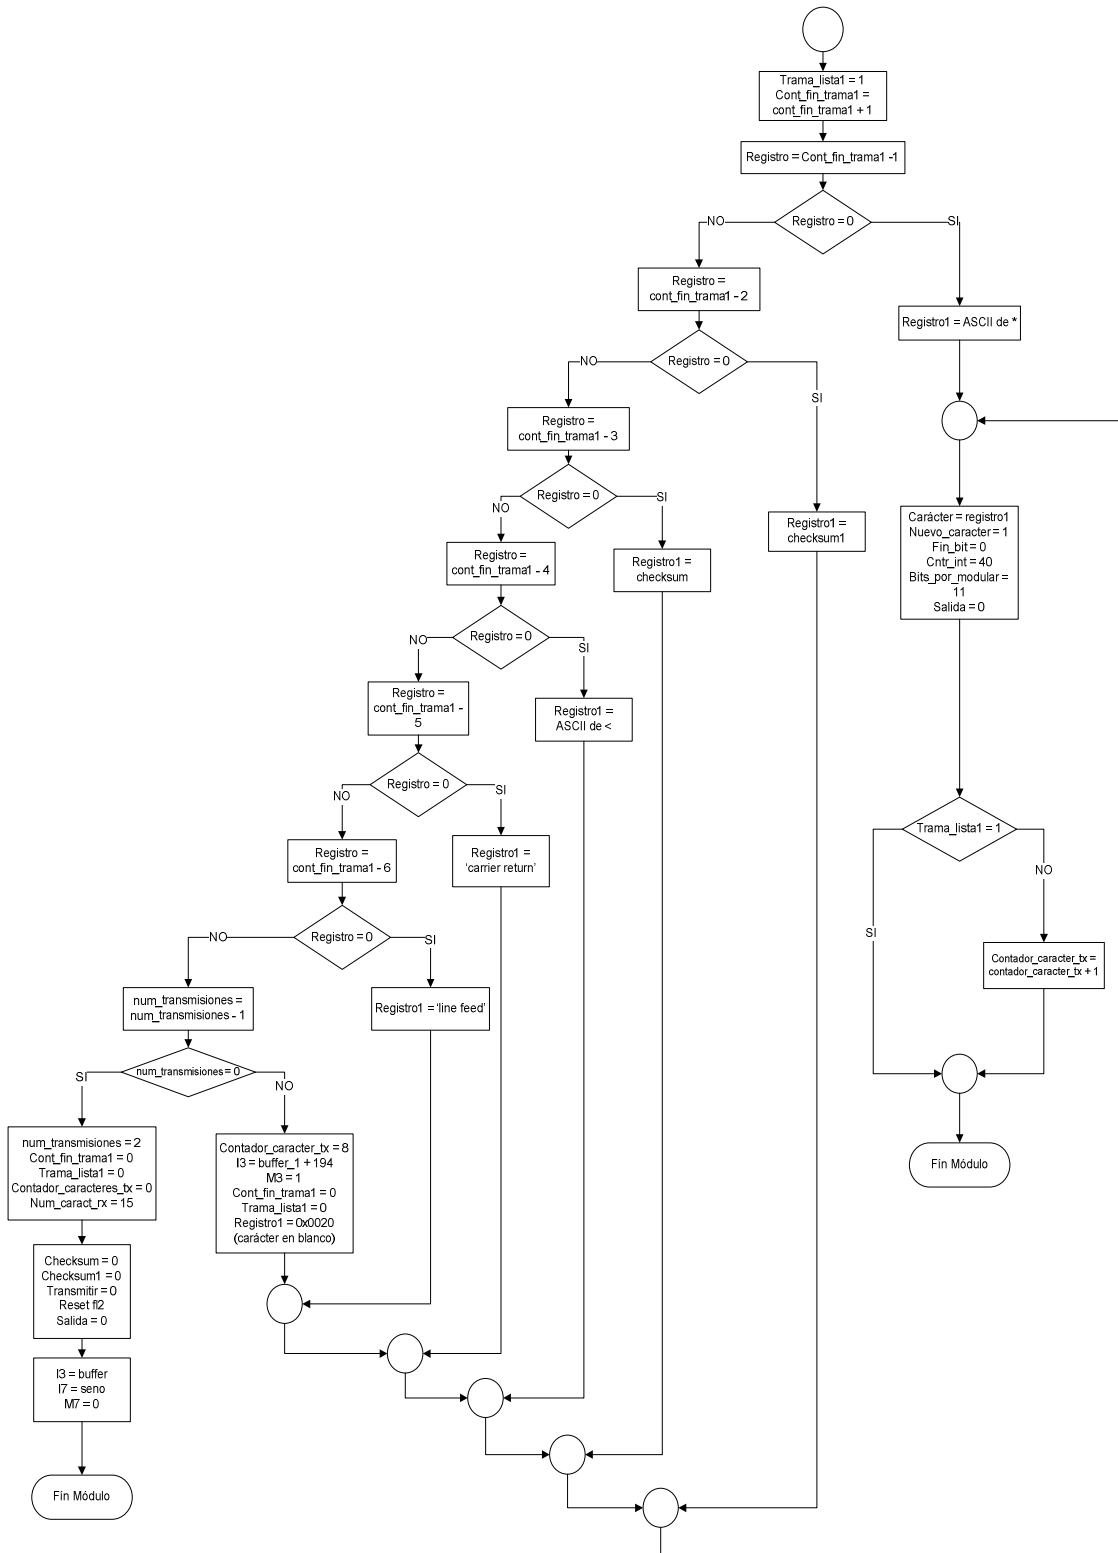 Trama_lista1 = 1
Cont_fin_trama1 =
cont_fin_trama1 + 1
Registro = Cont_fin_trama1 -1
Registro = 0
NO
SI
Registro =
cont_fin_trama1 - 2
Registro1 = ASCII de *
Registro = 0
NO
SI
Registro =
cont_fin_trama1 - 3
Registro = 0
NO
SI
Registro1 =
checksum1
Carácter = registro1
Nuevo_caracter = 1
Fin_bit = 0
Cntr_int = 40
Bits_por_modular =
11
Salida = 0
Registro =
cont_fin_trama1 - 4
Registro1 =
checksum
Registro = 0
NO
SI
Registro =
cont_fin_trama1 -
5
Registro1 =
ASCII de <
Registro = 0
NO
SI
Registro =
cont_fin_trama1 - 6
Registro1 =
‘carrier return’
Trama_lista1 = 1
NO
SI
Registro = 0
NO
SI
Contador_caracter_tx =
contador_caracter_tx + 1
num_transmisiones =
num_transmisiones - 1
Registro1 = ‘line feed’
num_transmisiones = 0
SI
NO
num_transmisiones = 2
Cont_fin_trama1 = 0
Trama_lista1 = 0
Contador_caracteres_tx = 0
Num_caract_rx = 15
Contador_caracter_tx = 8
I3 = buffer_1 + 194
M3 = 1
Cont_fin_trama1 = 0
Trama_lista1 = 0
Registro1 = 0x0020
(carácter en blanco)
Fín Módulo
Checksum = 0
Checksum1 = 0
Transmitir = 0
Reset fl2
Salida = 0
I3 = buffer
I7 = seno
M7 = 0
Fín Módulo